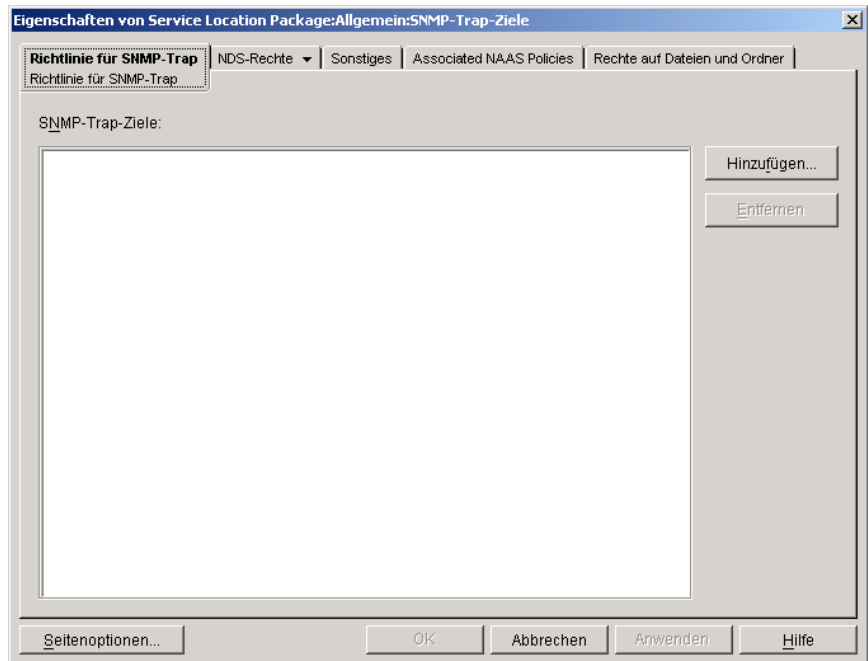 Eigenschaften von Service Location Package:Allgemein:SNMP-Trap-Ziele
Richtlinie für SNMP-Trap NDS-Rechte Sonstiges Associated NAAS Policies Rechte auf Dateien und Ordner
Richtlinie für SNMP-Trap
SNMP-Trap-Ziele:
Hinzufügen...
Entfernen
Seitenoptionen... OK Abbrechen Anwenden Hilfe